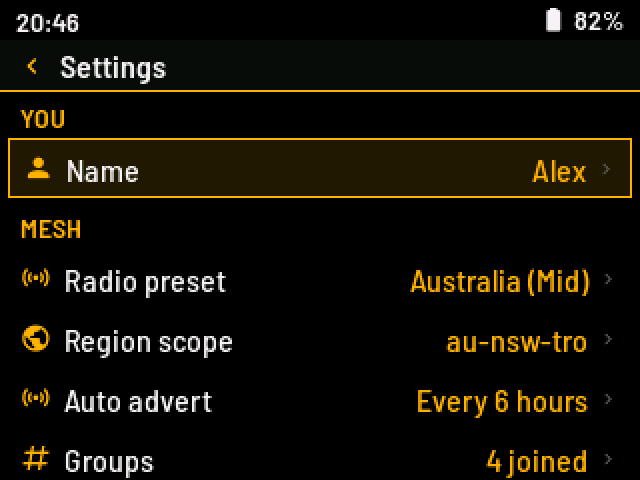 20:46 82%
Settings
YOU
Name Alex
MESH
Radio preset Australia (Mid)
Region scope au-nsw-tro
Auto advert Every 6 hours
Groups 4 joined